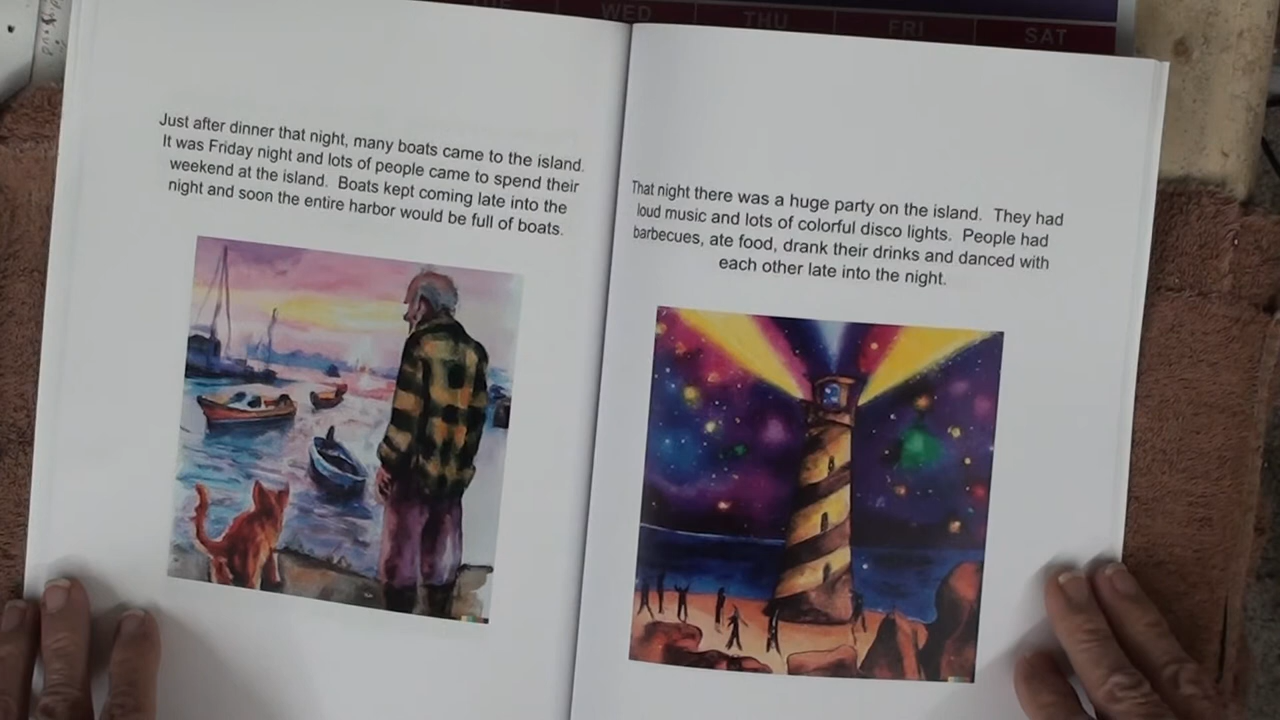 WED
THU
FRI
SAT
Just after dinner that night, many boats came to the island.
It was Friday night and lots of people came to spend their
weekend at the island. Boats kept coming late into the
night and soon the entire harbor would be full of boats.
That night there was a huge party on the island. They had
loud music and lots of colorful disco lights. People had
barbecues, ate food, drank their drinks and danced with
each other late into the night.